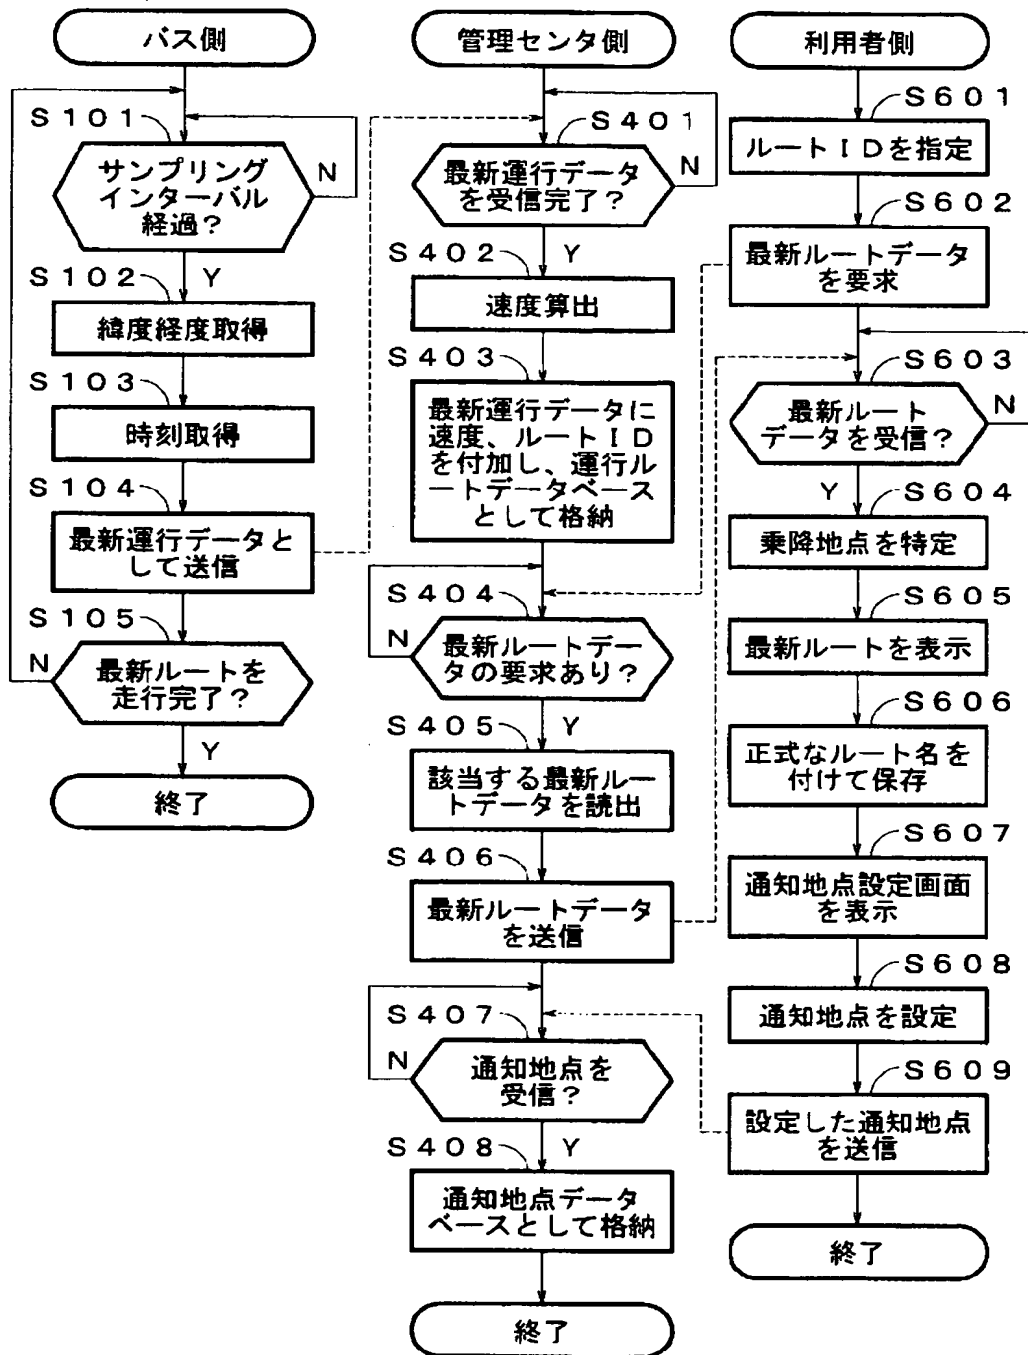 バス側
S101
サンプリング
インターバル
経過?
N
Y
S102
緯度経度取得
S103
時刻取得
S104
最新運行データと
して送信
S105
N
最新ルートを
走行完了?
Y
終了
管理センタ側
S401
最新運行データ
を受信完了?
N
Y
S402
速度算出
S403
最新運行データに
速度、ルートID
を付加し、運行ル
ートデータベース
として格納
S404
N
最新ルートデー
タの要求あり?
Y
S405
該当する最新ルー
トデータを読出
S406
最新ルートデータ
を送信
S407
N
通知地点を
受信?
Y
S408
通知地点データ
ベースとして格納
終了
利用者側
S601
ルートIDを指定
S602
最新ルートデータ
を要求
S603
最新ルート
データを受信?
N
Y
S604
乗降地点を特定
S605
最新ルートを表示
S606
正式なルート名を
付けて保存
S607
通知地点設定画面
を表示
S608
通知地点を設定
S609
設定した通知地点
を送信
終了